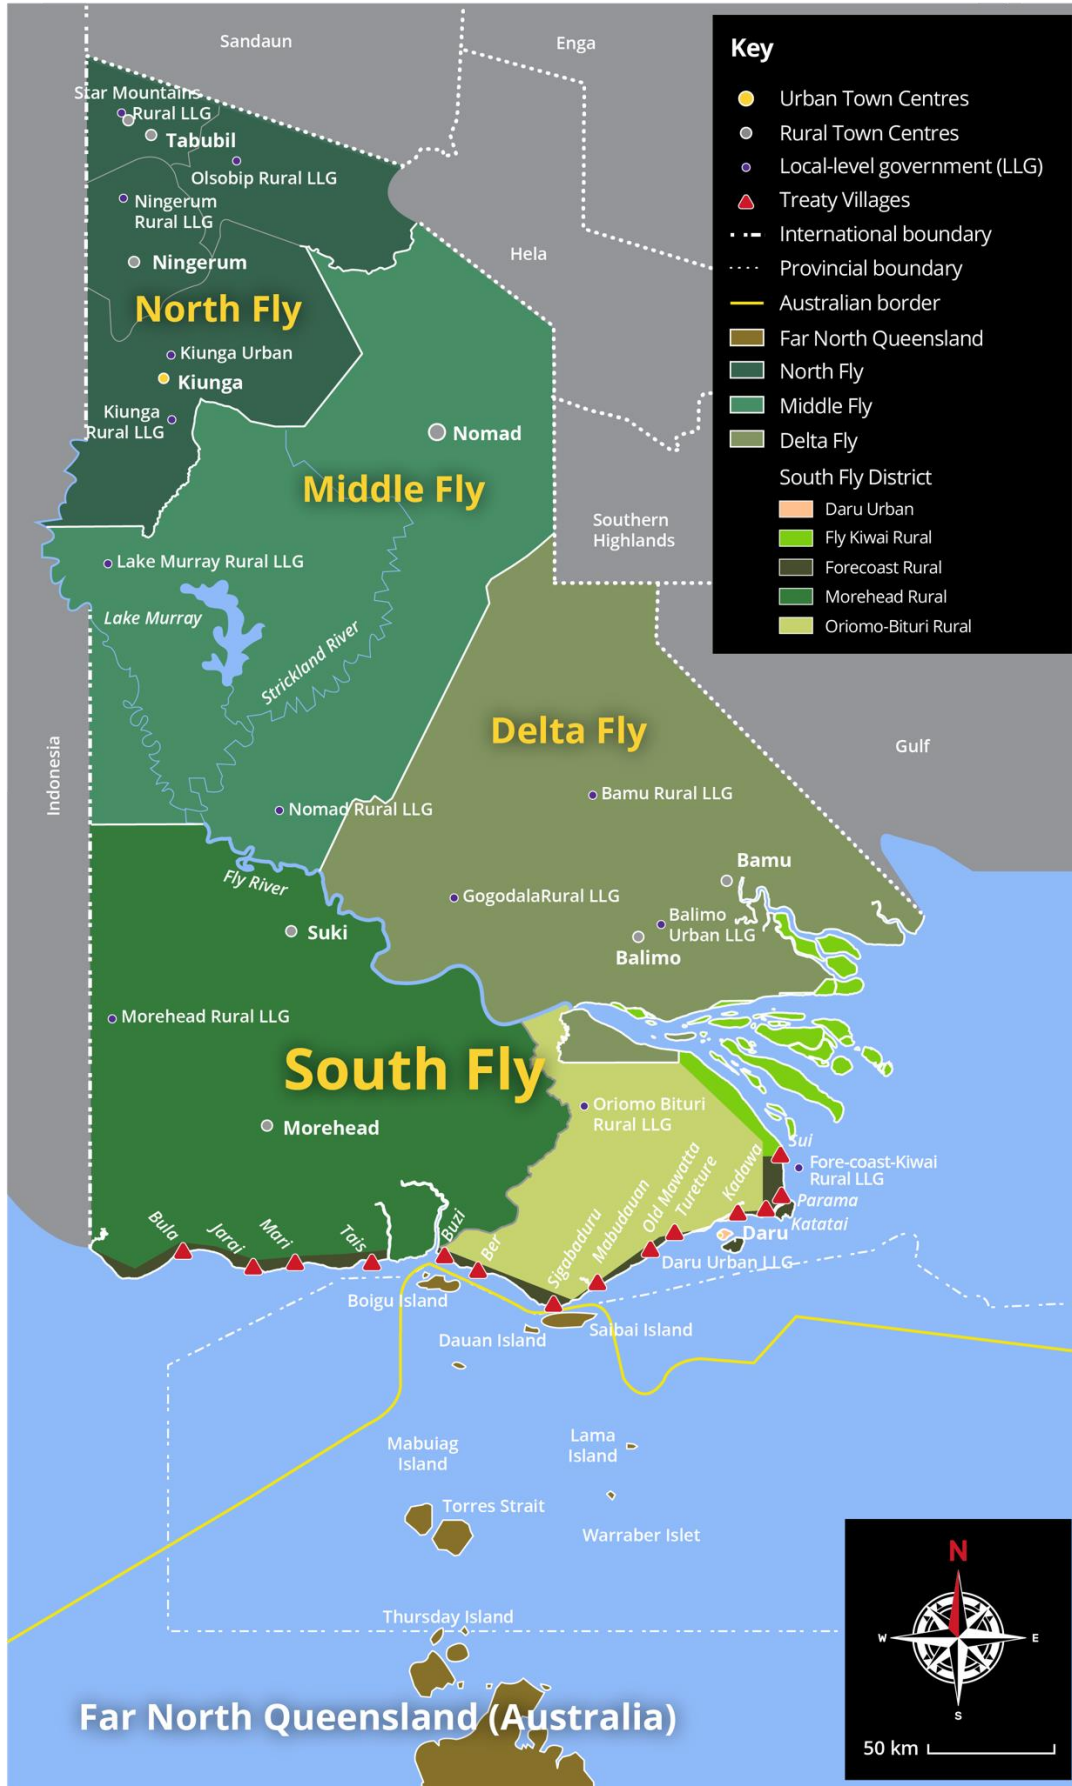 Sandaun
Enga
Star Mountains
Rural LLG
Tabubil
Olsobip Rural LLG
Ningerum
Rural LLG
Ningerum
Hela
North Fly
Kiunga Urban
Kiunga
Kiunga
Rural LLG
Nomad
Middle Fly
Southern
Highlands
Lake Murray Rural LLG
Lake Murray
Strickland River
Indonesia
Delta Fly
Gulf
Bamu Rural LLG
Nomad Rural LLG
Bamu
Fly River
GogodalaRural LLG
Balimo
Urban LLG
Balimo
Suki
Morehead Rural LLG
South Fly
Oriomo Bituri
Rural LLG
Morehead
Sui
Fore-coast-Kiwai
Rural LLG
Parama
Katatai
Kadawa
Tureture
Old Mawatta
Mabudauan
Sigabaduru
Ber
Buzi
Tais
Mari
Jarai
Bula
Daru
Daru Urban LLG
Boigu Island
Dauan Island
Saibai Island
Mabuiag
Island
Lama
Island
Torres Strait
Warraber Islet
Thursday Island
Far North Queensland (Australia)
Key
Urban Town Centres
Rural Town Centres
Local-level government (LLG)
Treaty Villages
International boundary
Provincial boundary
Australian border
Far North Queensland
North Fly
Middle Fly
Delta Fly
South Fly District
Daru Urban
Fly Kiwai Rural
Forecoast Rural
Morehead Rural
Oriomo-Bituri Rural
N
W
E
S
50 km